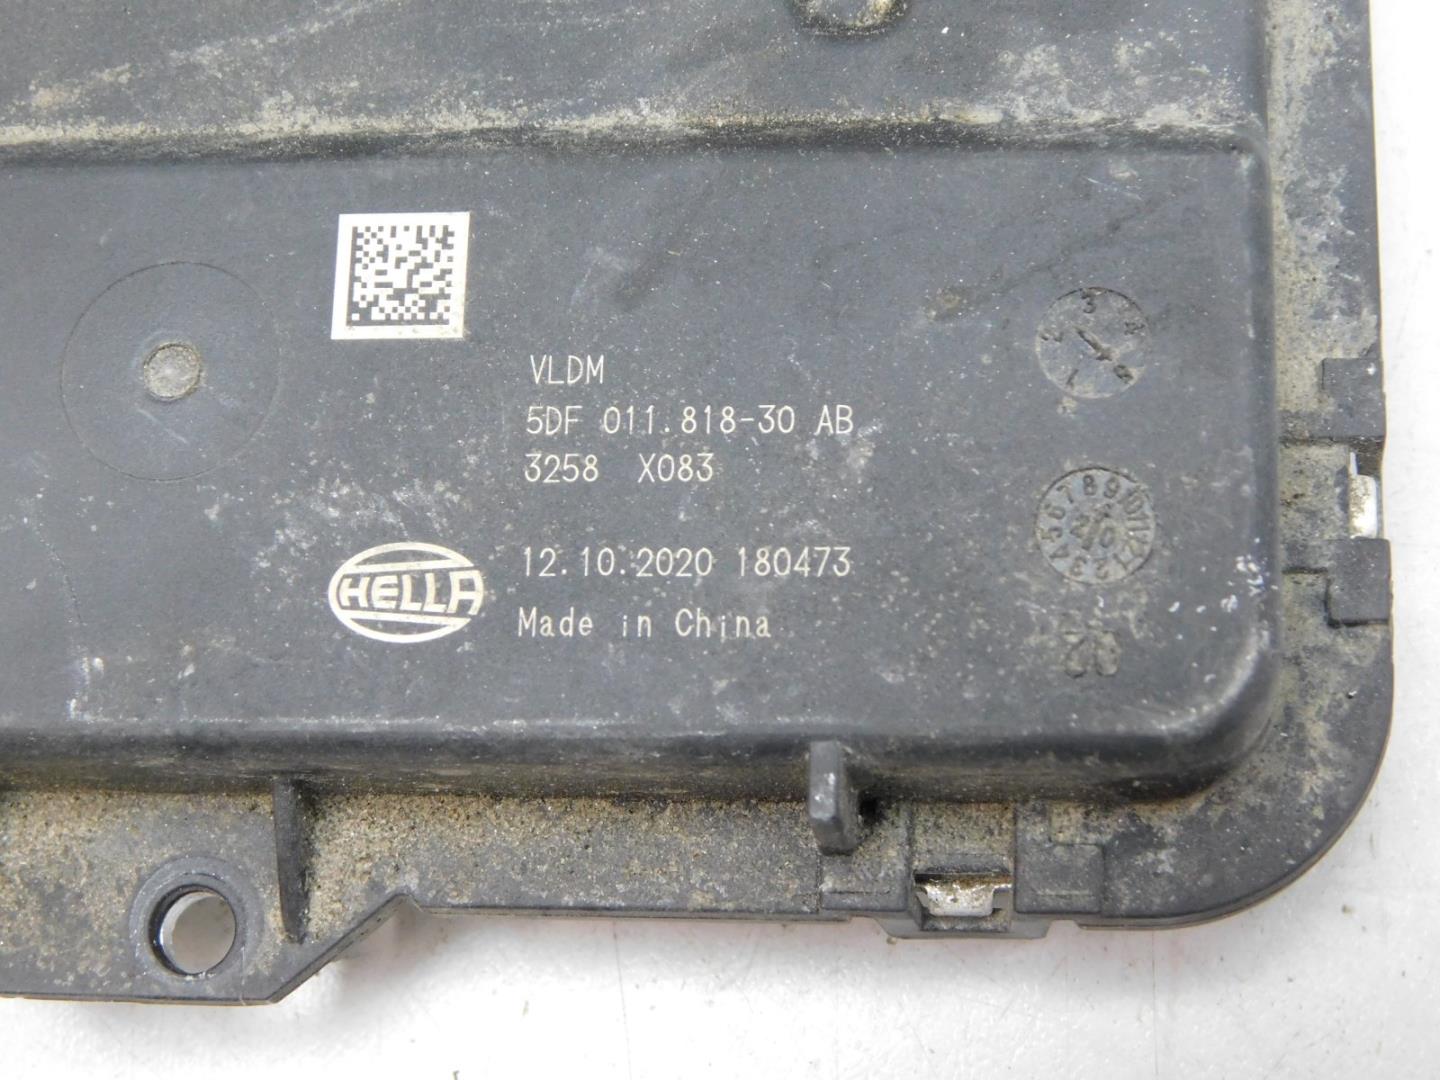 VLDM
5DF 011.818-30 AB
3258 X083
12.10.2020 180473
HELLA
Made in China